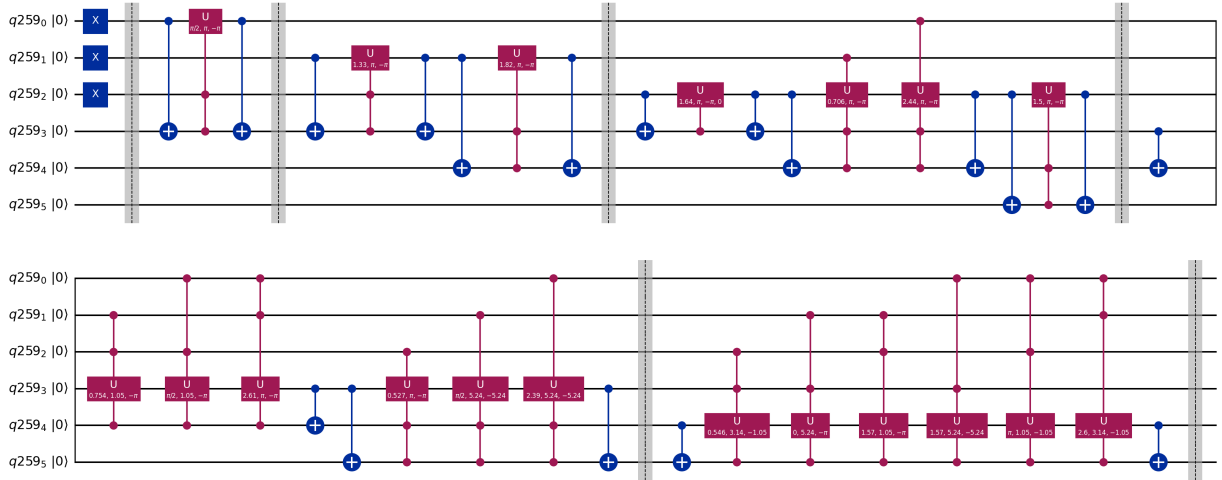 q259₀ |0⟩ X U π/2, π, −π
q259₁ |0⟩ X U 1.33, π, −π U 1.82, π, −π
q259₂ |0⟩ X U 1.64, π, −π, 0 U 0.706, π, −π U 2.44, π, −π U 1.5, π, −π
q259₃ |0⟩
q259₄ |0⟩
q259₅ |0⟩
q259₀ |0⟩
q259₁ |0⟩
q259₂ |0⟩
q259₃ |0⟩ U 0.754, 1.05, −π U π/2, 1.05, −π U 2.61, π, −π U 0.527, π, −π U π/2, 5.24, −5.24 U 2.39, 5.24, −5.24
q259₄ |0⟩ U 0.546, 3.14, −1.05 U 0, 5.24, −π U 1.57, 1.05, −π U 1.57, 5.24, −5.24 U π, 1.05, −1.05 U 2.6, 3.14, −1.05
q259₅ |0⟩